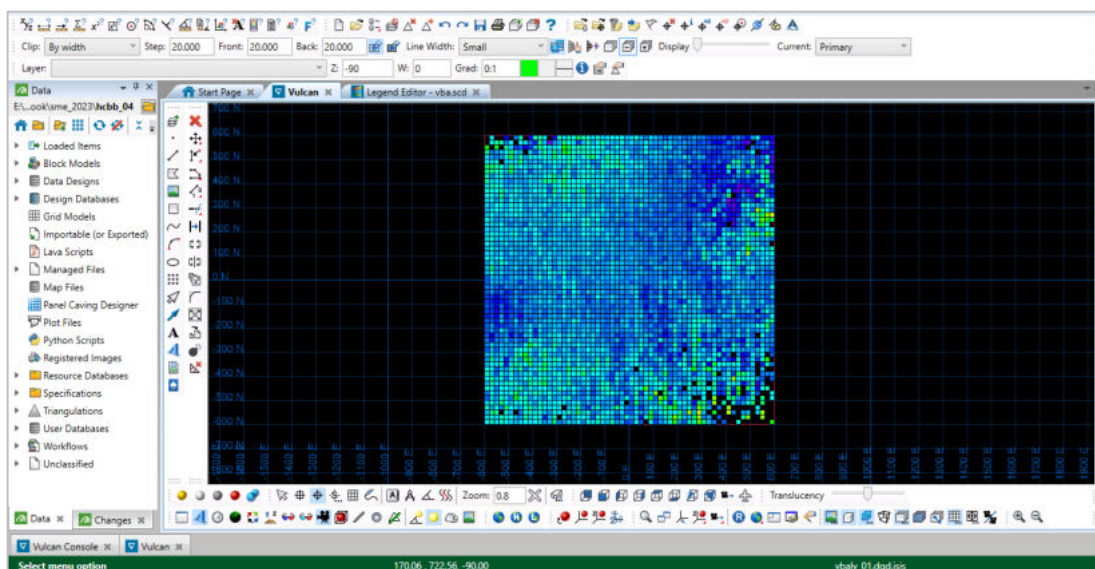 Clip: By width Step: 20.000 Front: 20.000 Back: 20.000 Line Width: Small Display Current: Primary
Layer: Z: -90 W: 0 Grad: 0:1
Data
Start Page Vulcan Legend Editor - vba.scd
E:\...ook\sme_2023\hcbb_04
Loaded Items
Block Models
Data Designs
Design Databases
Grid Models
Importable (or Exported)
Lava Scripts
Managed Files
Map Files
Panel Caving Designer
Plot Files
Python Scripts
Registered Images
Resource Databases
Specifications
Triangulations
User Databases
Workflows
Unclassified
700 N
600 N
500 N
400 N
300 N
200 N
100 N
0 N
-100 N
-200 N
-300 N
-400 N
-500 N
-600 N
-700 N
Zoom: 0.8 Translucency
Data Changes
Vulcan Console Vulcan
Select menu option 170.06, 722.56, -90.00 vbaly_01.dgd.isis